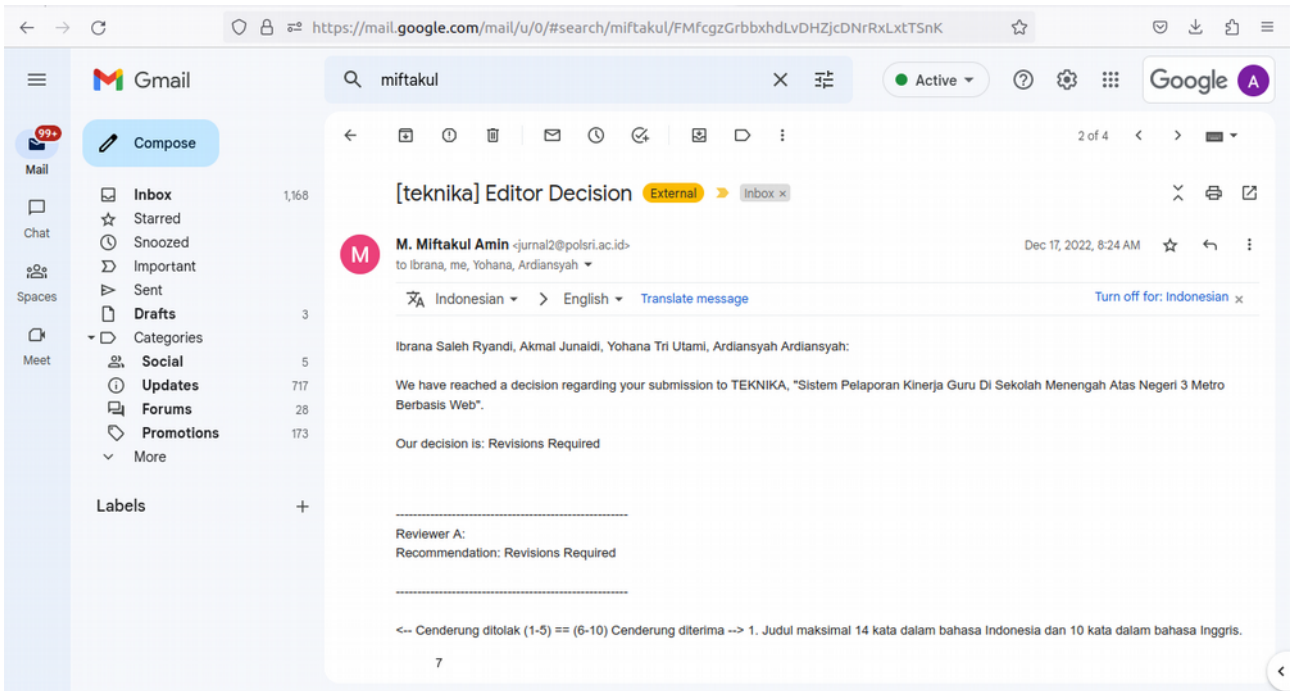 https://mail.google.com/mail/u/0/#search/miftakul/FMfcgzGrbbxhdLvDHZjcDNrRxLxtTSnK
Gmail
miftakul
Active
Google
A
99+
Mail
Chat
Spaces
Meet
Compose
Inbox 1,168
Starred
Snoozed
Important
Sent
Drafts 3
Categories
Social 5
Updates 717
Forums 28
Promotions 173
More
Labels
2 of 4
[teknika] Editor Decision External Inbox ×
M
M. Miftakul Amin <jurnal2@polsri.ac.id> Dec 17, 2022, 8:24 AM
to Ibrana, me, Yohana, Ardiansyah
Indonesian > English Translate message Turn off for: Indonesian ×
Ibrana Saleh Ryandi, Akmal Junaidi, Yohana Tri Utami, Ardiansyah Ardiansyah:
We have reached a decision regarding your submission to TEKNIKA, "Sistem Pelaporan Kinerja Guru Di Sekolah Menengah Atas Negeri 3 Metro
Berbasis Web".
Our decision is: Revisions Required
------------------------------------------------------
Reviewer A:
Recommendation: Revisions Required
------------------------------------------------------
<-- Cenderung ditolak (1-5) == (6-10) Cenderung diterima --> 1. Judul maksimal 14 kata dalam bahasa Indonesia dan 10 kata dalam bahasa Inggris.
7